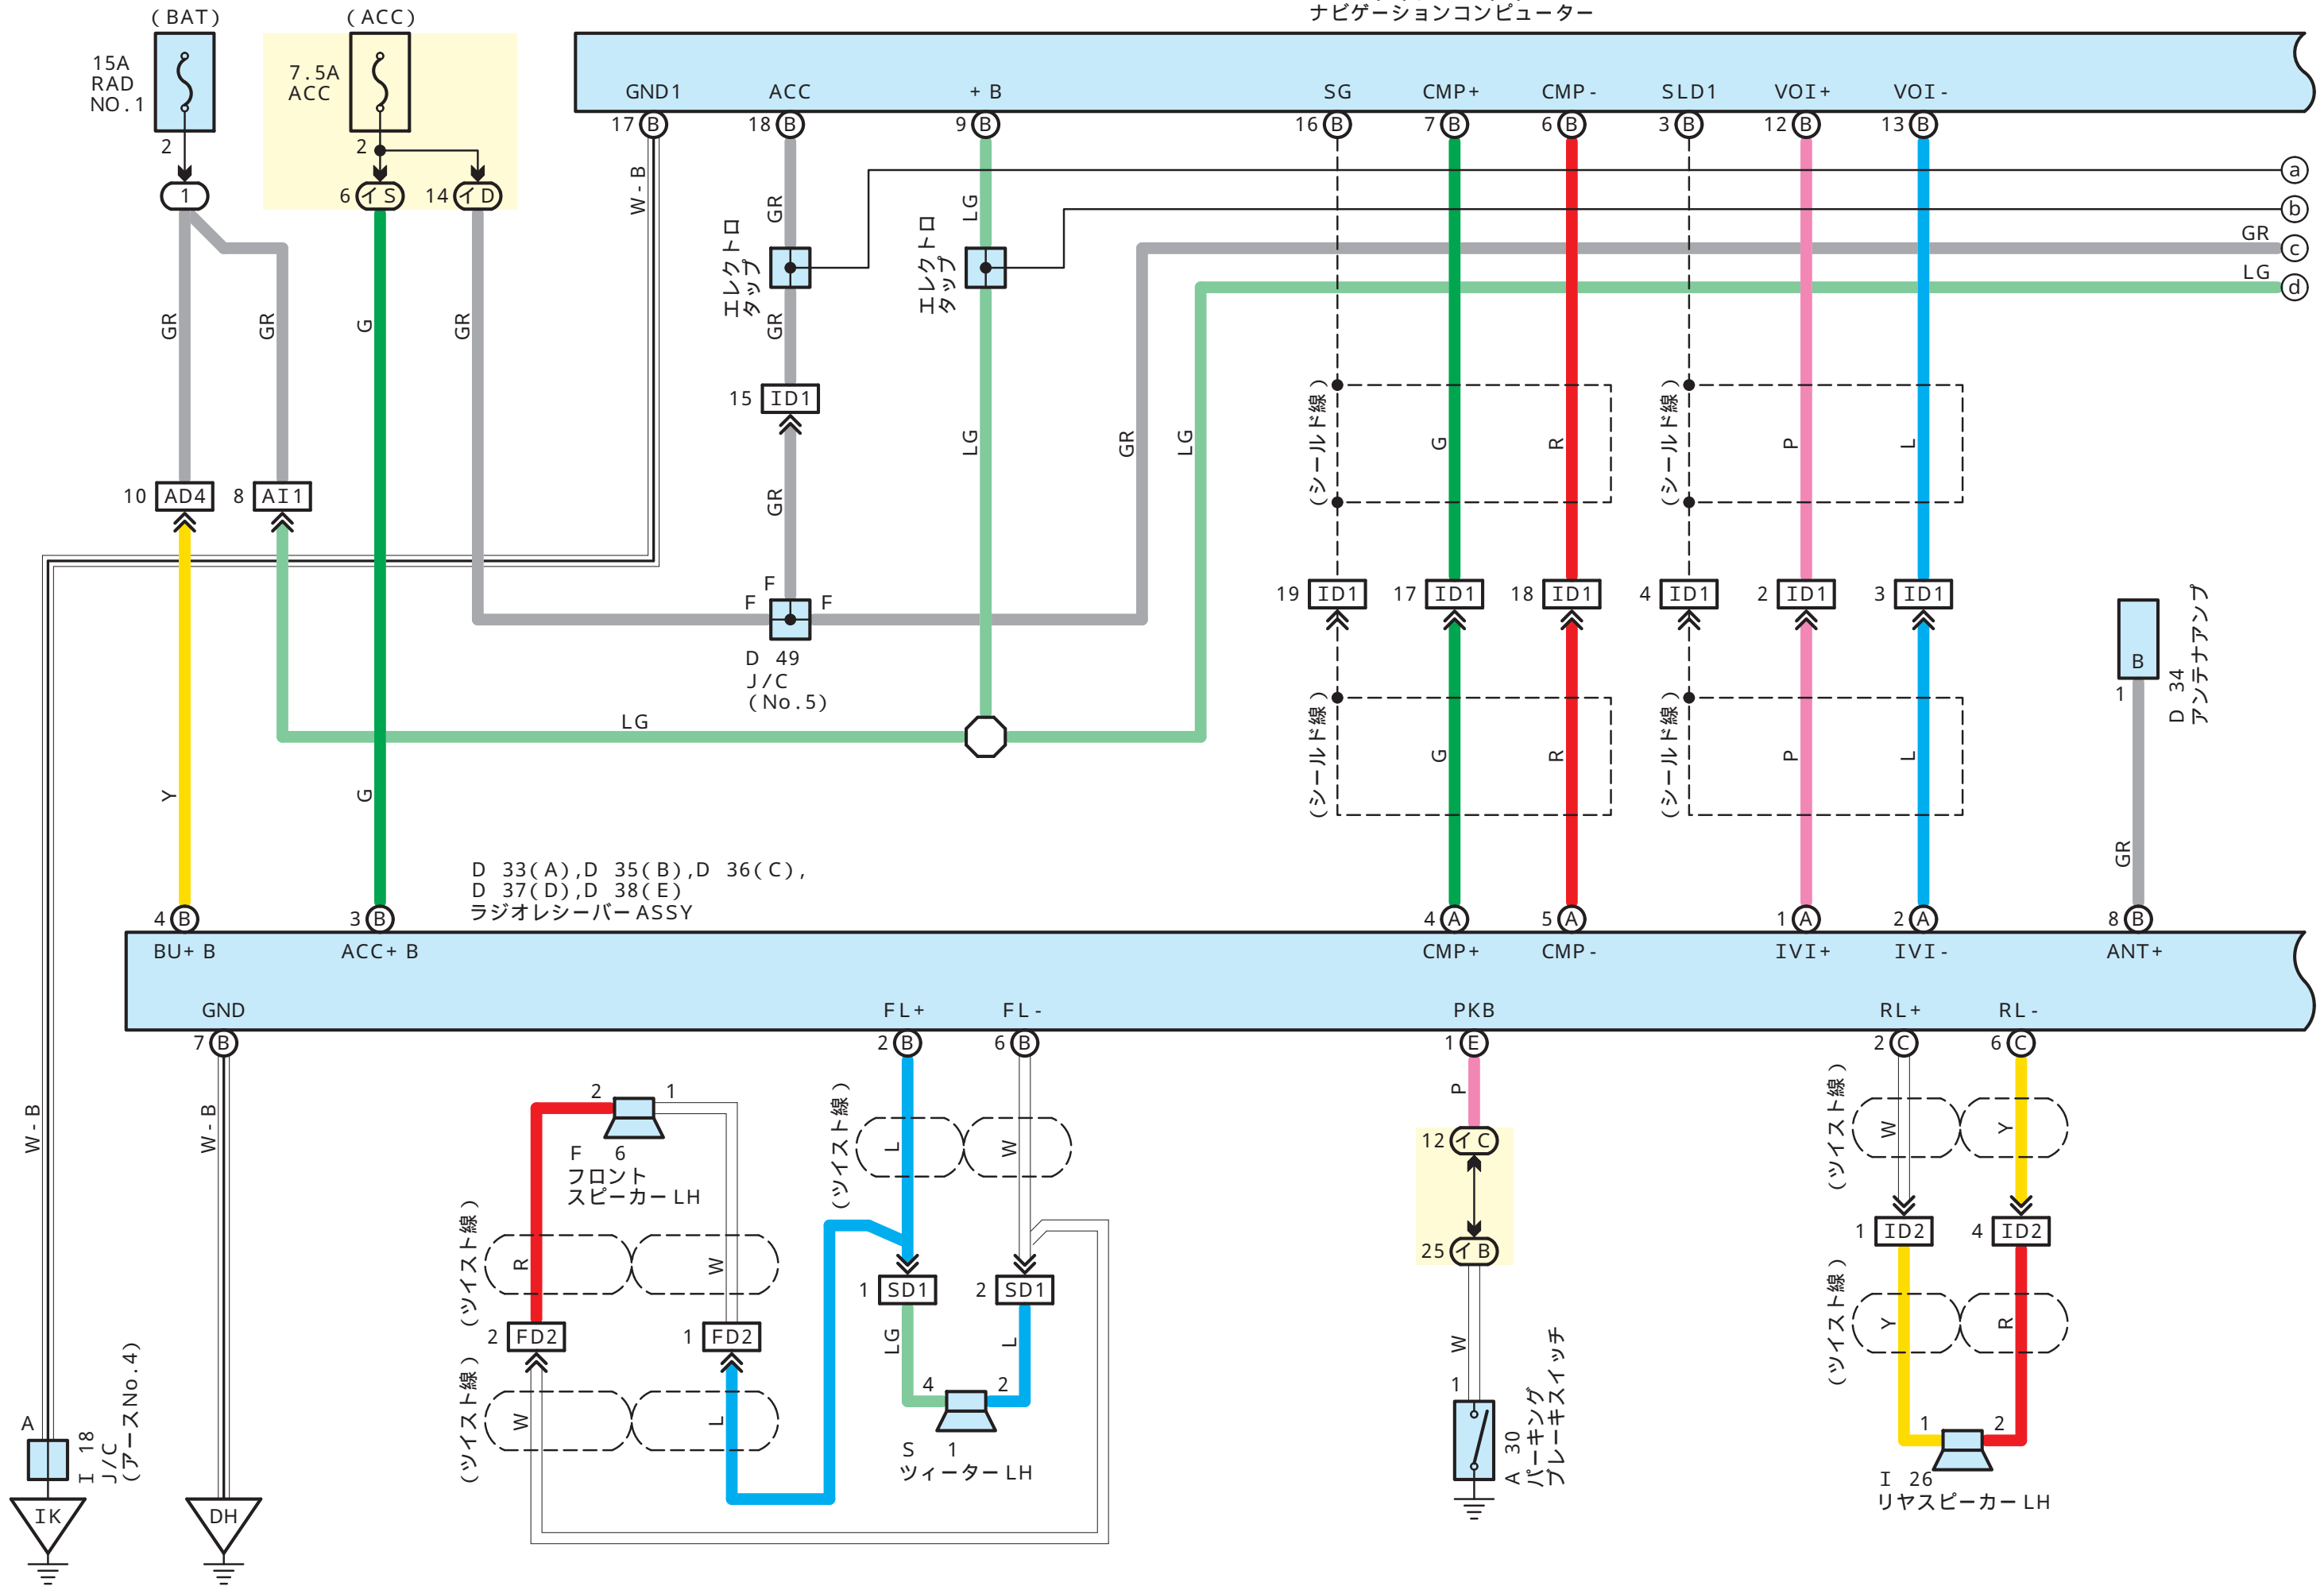 ナビゲーションコンピューター
(BAT)
(ACC)
15A
RAD
NO.1
7.5A
ACC
GND1
ACC
+B
SG
CMP+
CMP-
SLD1
VOI+
VOI-
17 B
18 B
9 B
16 B
7 B
6 B
3 B
12 B
13 B
2
2
1
6 イS
14 イD
W-B
GR
LG
a
b
GR c
LG d
エレクトロ
タップ
エレクトロ
タップ
GR
GR
G
GR
GR
15 ID1
(シールド線)
G
R
(シールド線)
P
L
LG
GR
LG
10 AD4
8 AI1
GR
F
F
F
D 49
J/C
(No.5)
19 ID1
17 ID1
18 ID1
4 ID1
2 ID1
3 ID1
B
1
D 34
アンテナアンプ
LG
Y
G
(シールド線)
G
R
(シールド線)
P
L
GR
D 33(A),D 35(B),D 36(C),
D 37(D),D 38(E)
ラジオレシーバーASSY
4 B
3 B
4 A
5 A
1 A
2 A
8 B
BU+B
ACC+B
CMP+
CMP-
IVI+
IVI-
ANT+
GND
FL+
FL-
PKB
RL+
RL-
7 B
2 B
6 B
1 E
2 C
6 C
W-B
W-B
2
1
F 6
フロント
スピーカーLH
(ツイスト線)
L
W
P
12 イC
25 イB
(ツイスト線)
W
Y
(ツイスト線)
R
W
1 SD1
2 SD1
1 ID2
4 ID2
2 FD2
1 FD2
LG
L
W
(ツイスト線)
Y
R
(ツイスト線)
W
L
4
2
S 1
ツィーターLH
1
A 30
パーキング
ブレーキスイッチ
1
2
I 26
リヤスピーカーLH
A
I 18
J/C
(アースNo.4)
IK
DH